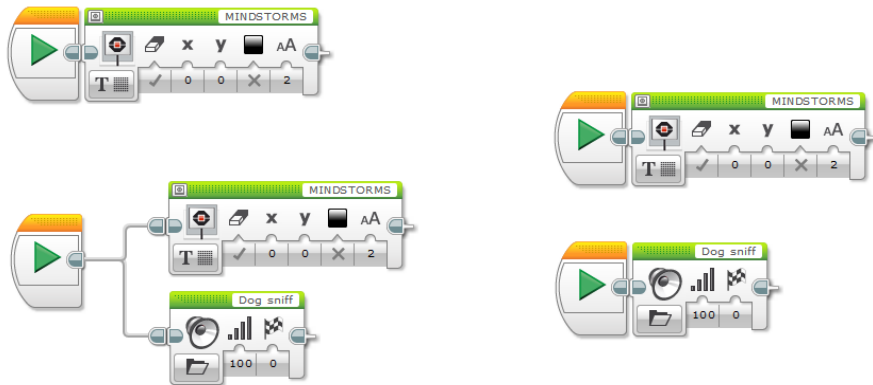 MINDSTORMS
x y AA
T 0 0 2
MINDSTORMS
x y AA
T 0 0 2
Dog sniff
100 0
MINDSTORMS
x y AA
T 0 0 2
Dog sniff
100 0